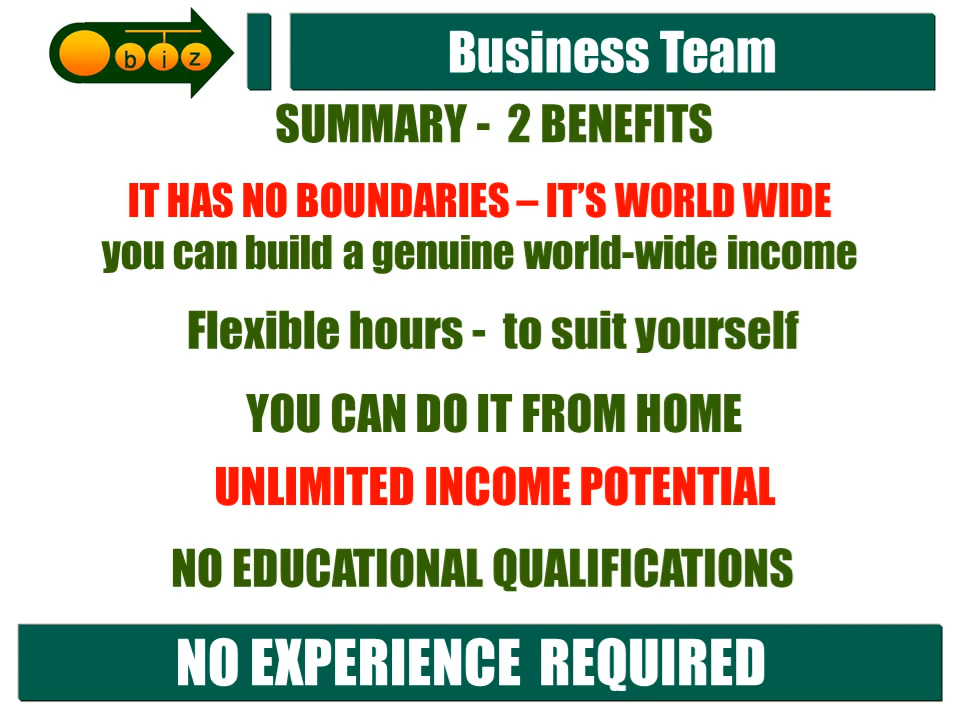 biz
Business Team
SUMMARY - 2 BENEFITS
IT HAS NO BOUNDARIES – IT’S WORLD WIDE
you can build a genuine world-wide income
Flexible hours - to suit yourself
YOU CAN DO IT FROM HOME
UNLIMITED INCOME POTENTIAL
NO EDUCATIONAL QUALIFICATIONS
NO EXPERIENCE REQUIRED